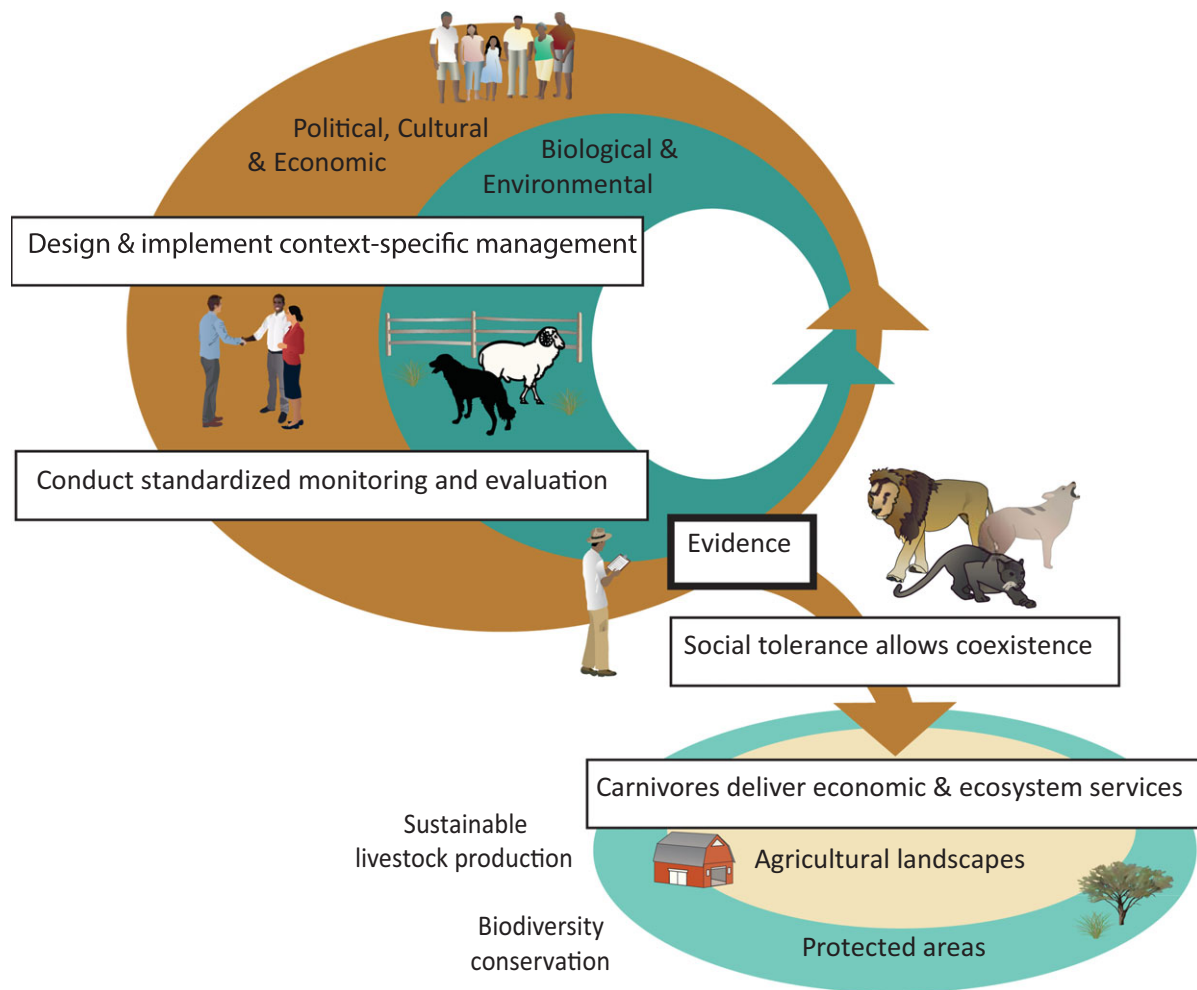 Political, Cultural
& Economic
Biological &
Environmental
Design & implement context-specific management
Conduct standardized monitoring and evaluation
Evidence
Social tolerance allows coexistence
Carnivores deliver economic & ecosystem services
Sustainable
livestock production
Agricultural landscapes
Biodiversity
conservation
Protected areas